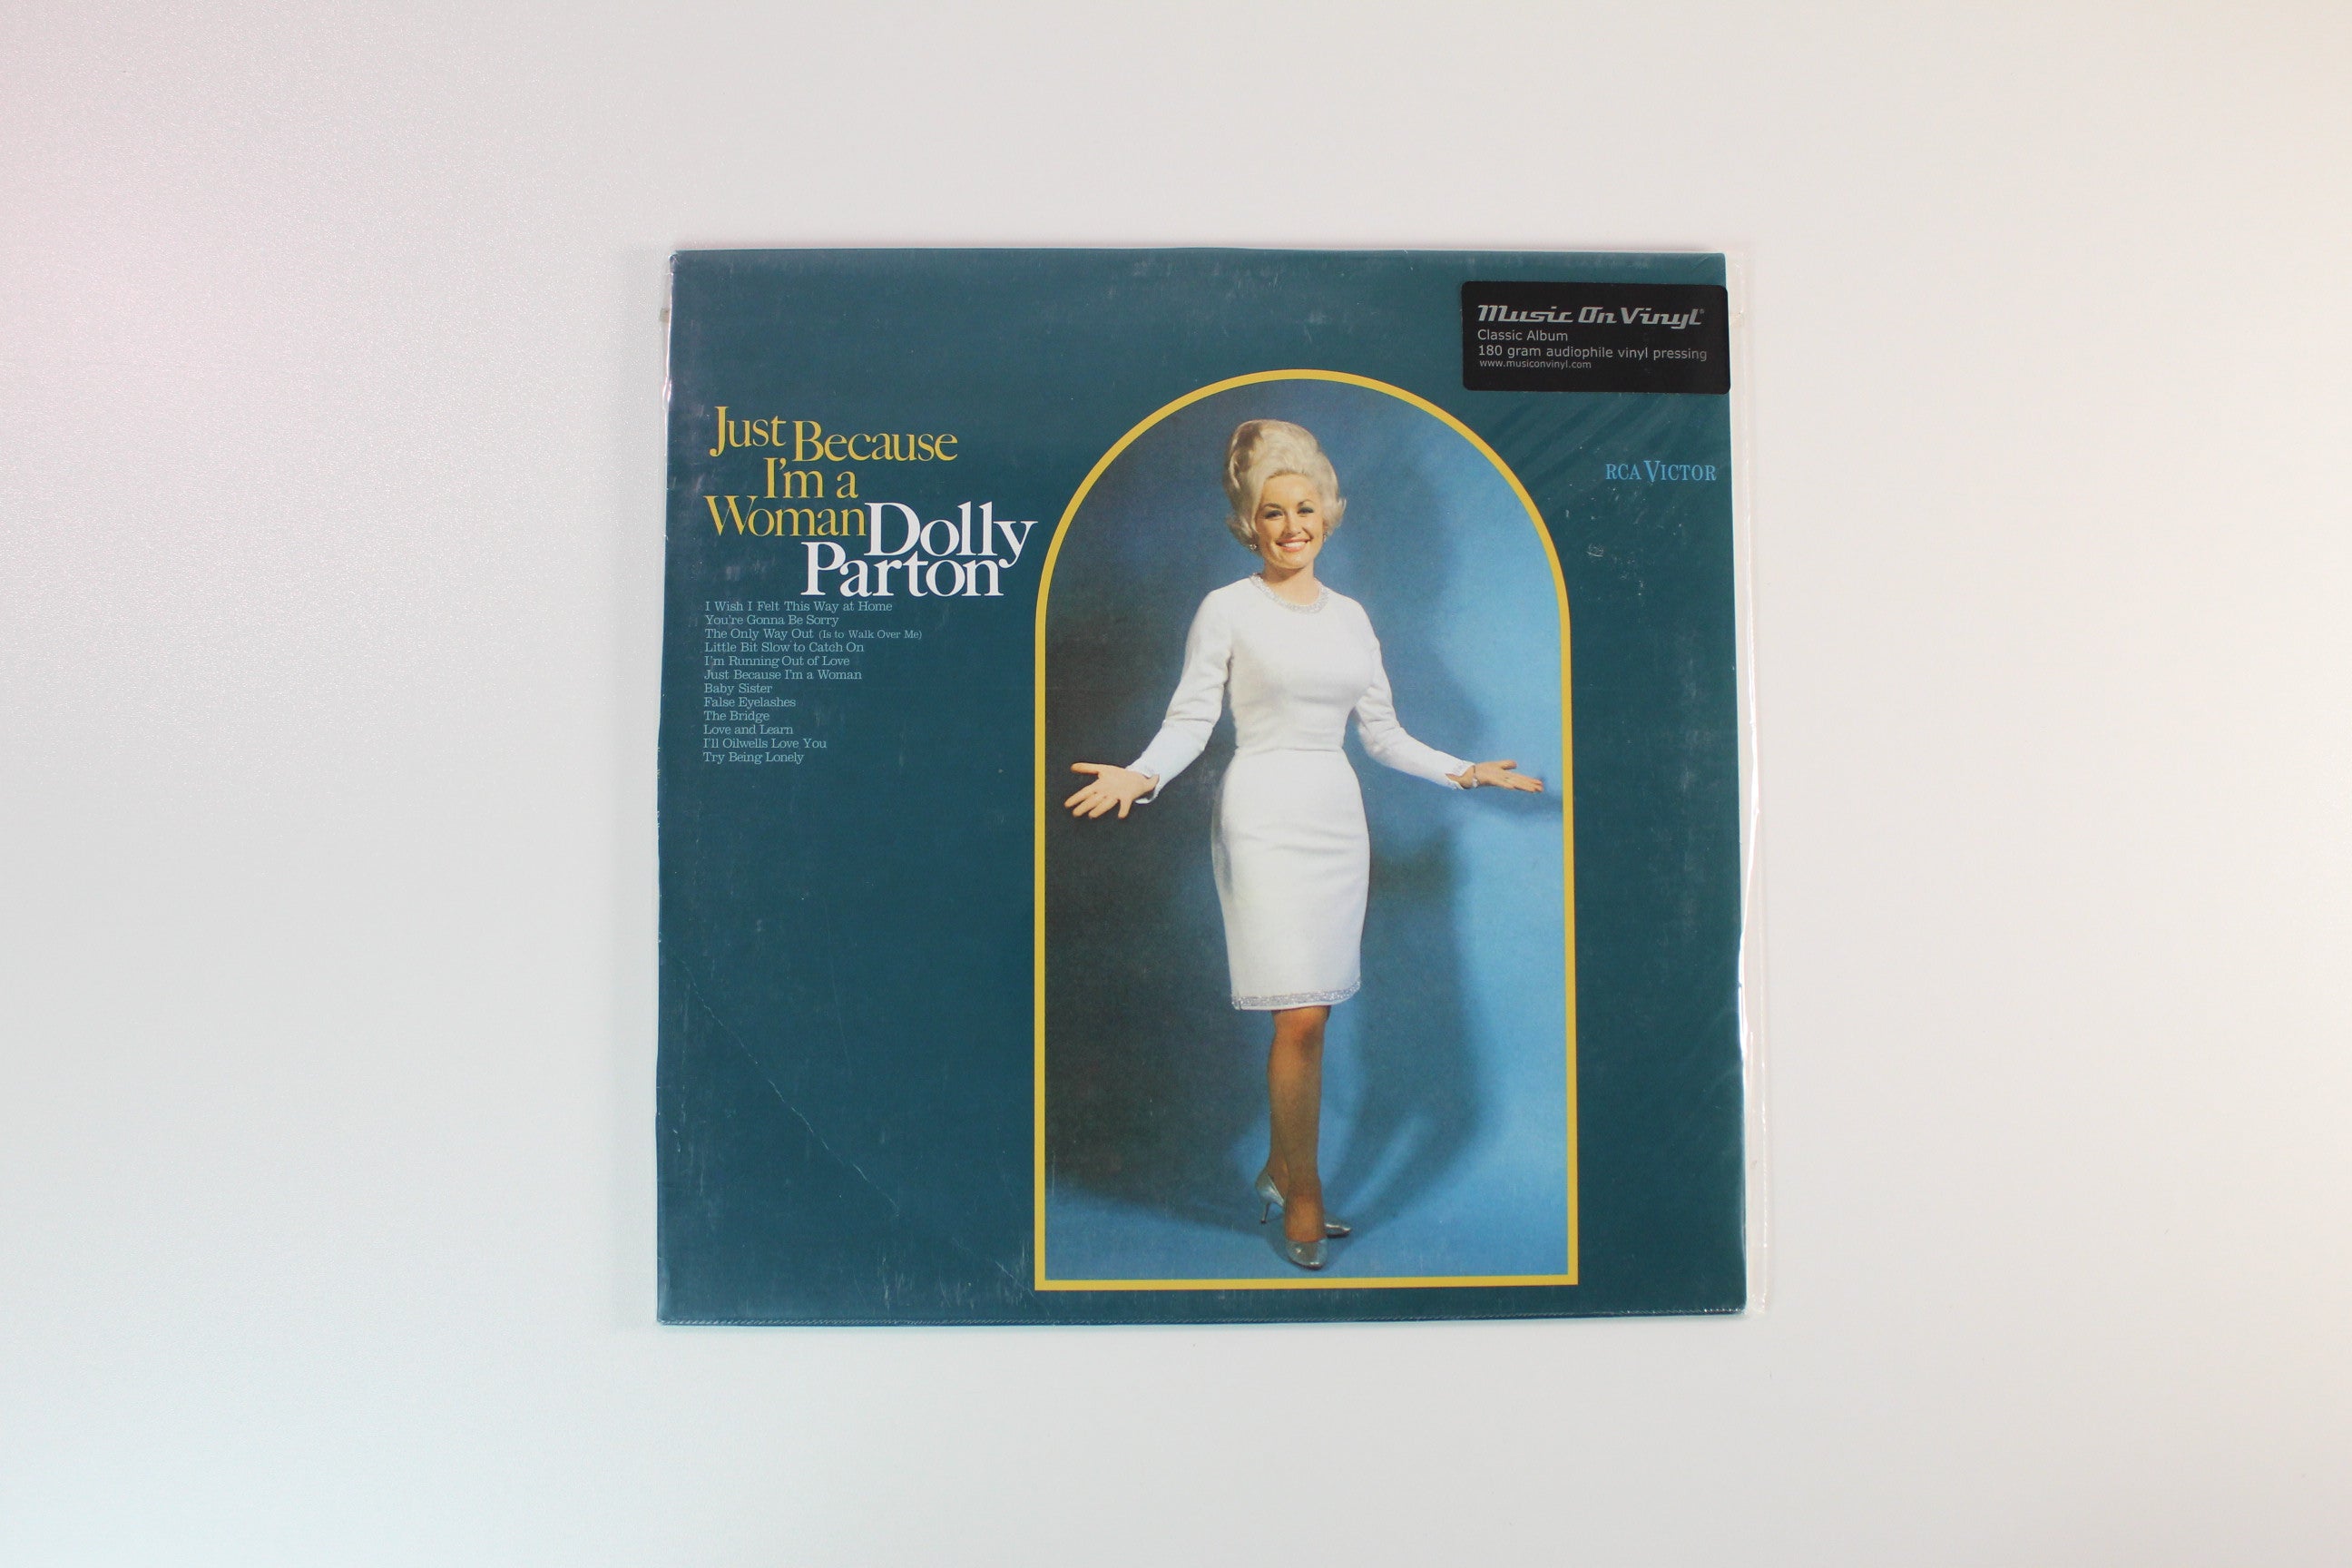 Music On Vinyl®
Classic Album
180 gram audiophile vinyl pressing
www.musiconvinyl.com
RCA VICTOR
Just Because
I'm a
Woman Dolly
Parton
I Wish I Felt This Way at Home
You're Gonna Be Sorry
The Only Way Out (Is to Walk Over Me)
Little Bit Slow to Catch On
I'm Running Out of Love
Just Because I'm a Woman
Baby Sister
False Eyelashes
The Bridge
Love and Learn
I'll Oilwells Love You
Try Being Lonely